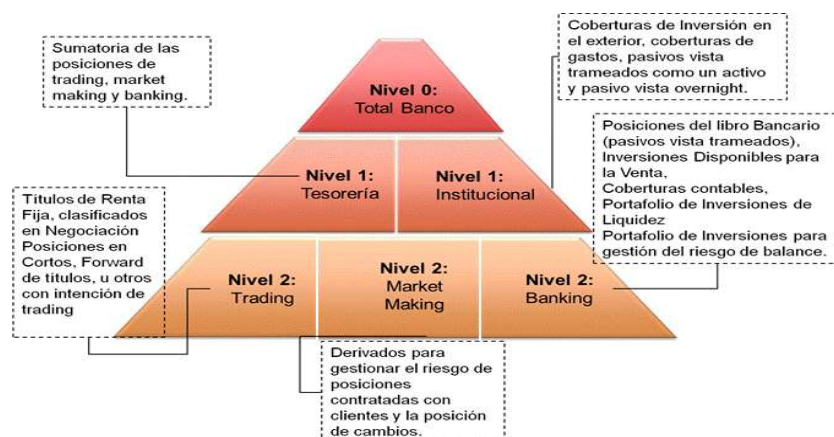 Sumatoria de las
posiciones de
trading, market
making y banking.
Coberturas de Inversión en
el exterior, coberturas de
gastos, pasivos vista
trameados como un activo
y pasivo vista overnight.
Nivel 0:
Total Banco
Nivel 1:
Tesorería
Nivel 1:
Institucional
Posiciones del libro Bancario
(pasivos vista trameados),
Inversiones Disponibles para
la Venta,
Coberturas contables,
Portafolio de Inversiones de
Liquidez
Portafolio de Inversiones para
gestión del riesgo de balance.
Títulos de Renta
Fija, clasificados
en Negociación
Posiciones en
Cortos, Forward
de títulos, u otros
con intención de
trading
Nivel 2:
Trading
Nivel 2:
Market
Making
Nivel 2:
Banking
Derivados para
gestionar el riesgo de
posiciones
contratadas con
clientes y la posición
de cambios.